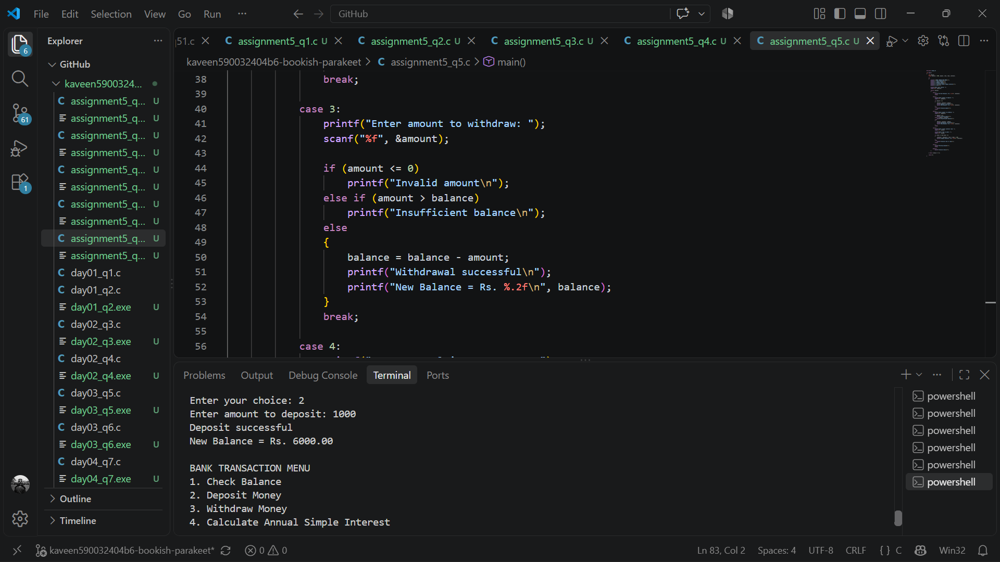 File Edit Selection View Go Run ··· GitHub
Explorer ···
GitHub
kaveen5900324...
assignment5_q... U
assignment5_q... U
assignment5_q... U
assignment5_q... U
assignment5_q... U
assignment5_q... U
assignment5_q... U
assignment5_q... U
assignment5_q... U
assignment5_q... U
day01_q1.c
day01_q2.c
day01_q2.exe U
day02_q3.c
day02_q3.exe U
day02_q4.c
day02_q4.exe U
day03_q5.c
day03_q5.exe U
day03_q6.c
day03_q6.exe U
day04_q7.c
day04_q7.exe U
Outline
Timeline
6
61
1
51.c C assignment5_q1.c U C assignment5_q2.c U C assignment5_q3.c U C assignment5_q4.c U C assignment5_q5.c U
kaveen590032404b6-bookish-parakeet > C assignment5_q5.c > main()
38 break;
39
40 case 3:
41 printf("Enter amount to withdraw: ");
42 scanf("%f", &amount);
43
44 if (amount <= 0)
45 printf("Invalid amount\n");
46 else if (amount > balance)
47 printf("Insufficient balance\n");
48 else
49 {
50 balance = balance - amount;
51 printf("Withdrawal successful\n");
52 printf("New Balance = Rs. %.2f\n", balance);
53 }
54 break;
55
56 case 4:
Problems Output Debug Console Terminal Ports
Enter your choice: 2
Enter amount to deposit: 1000
Deposit successful
New Balance = Rs. 6000.00
BANK TRANSACTION MENU
1. Check Balance
2. Deposit Money
3. Withdraw Money
4. Calculate Annual Simple Interest
powershell
powershell
powershell
powershell
powershell
powershell
kaveen590032404b6-bookish-parakeet* 0 0 Ln 83, Col 2 Spaces: 4 UTF-8 CRLF {} C Win32